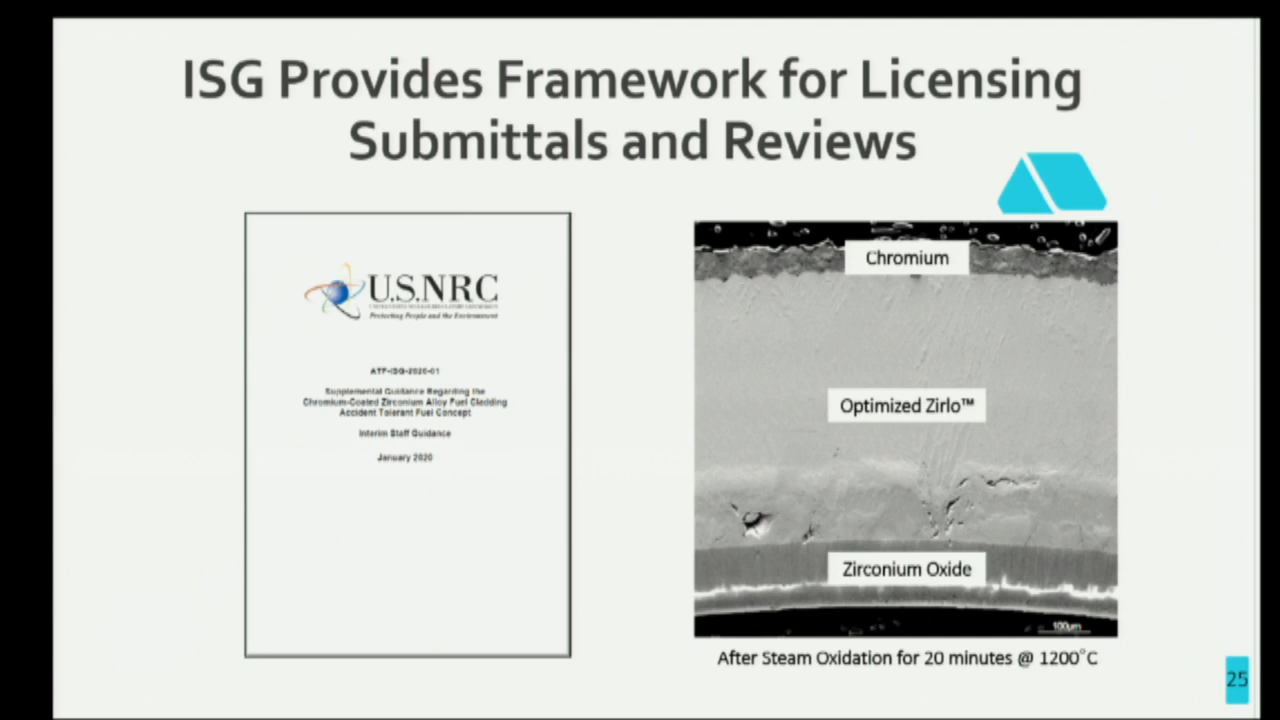 ISG Provides Framework for Licensing
Submittals and Reviews
U.S.NRC
Protecting People and the Environment
ATF-ISG-2020-01
Supplemental Guidance Regarding the
Chromium-Coated Zirconium Alloy Fuel Cladding
Accident Tolerant Fuel Concept
Interim Staff Guidance
January 2020
Chromium
Optimized Zirlo™
Zirconium Oxide
100µm
After Steam Oxidation for 20 minutes @ 1200°C
25